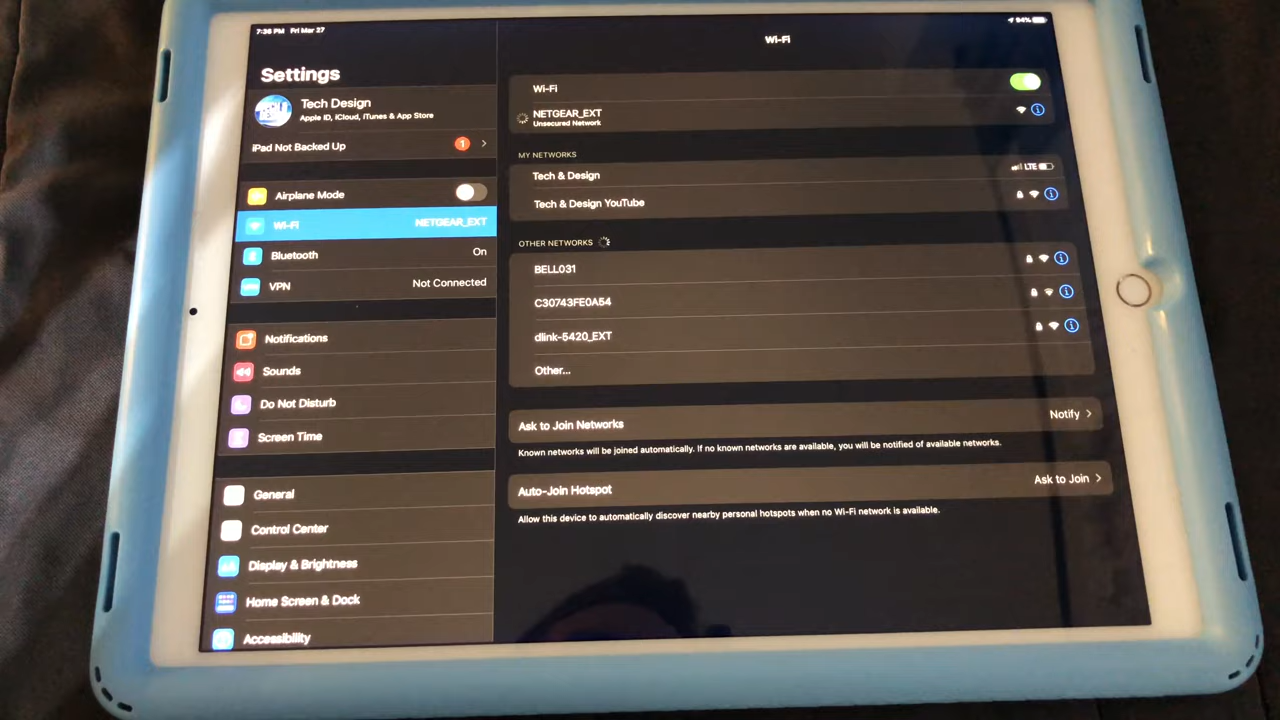 7:36 PM Fri Mar 27
94%
Settings
Tech Design
Apple ID, iCloud, iTunes & App Store
iPad Not Backed Up 1
Airplane Mode
Wi-Fi NETGEAR_EXT
Bluetooth On
VPN Not Connected
Notifications
Sounds
Do Not Disturb
Screen Time
General
Control Center
Display & Brightness
Home Screen & Dock
Accessibility
Wi-Fi
Wi-Fi
NETGEAR_EXT
Unsecured Network
MY NETWORKS
Tech & Design LTE
Tech & Design YouTube
OTHER NETWORKS
BELL031
C30743FE0A54
dlink-5420_EXT
Other...
Ask to Join Networks Notify
Known networks will be joined automatically. If no known networks are available, you will be notified of available networks.
Auto-Join Hotspot Ask to Join
Allow this device to automatically discover nearby personal hotspots when no Wi-Fi network is available.